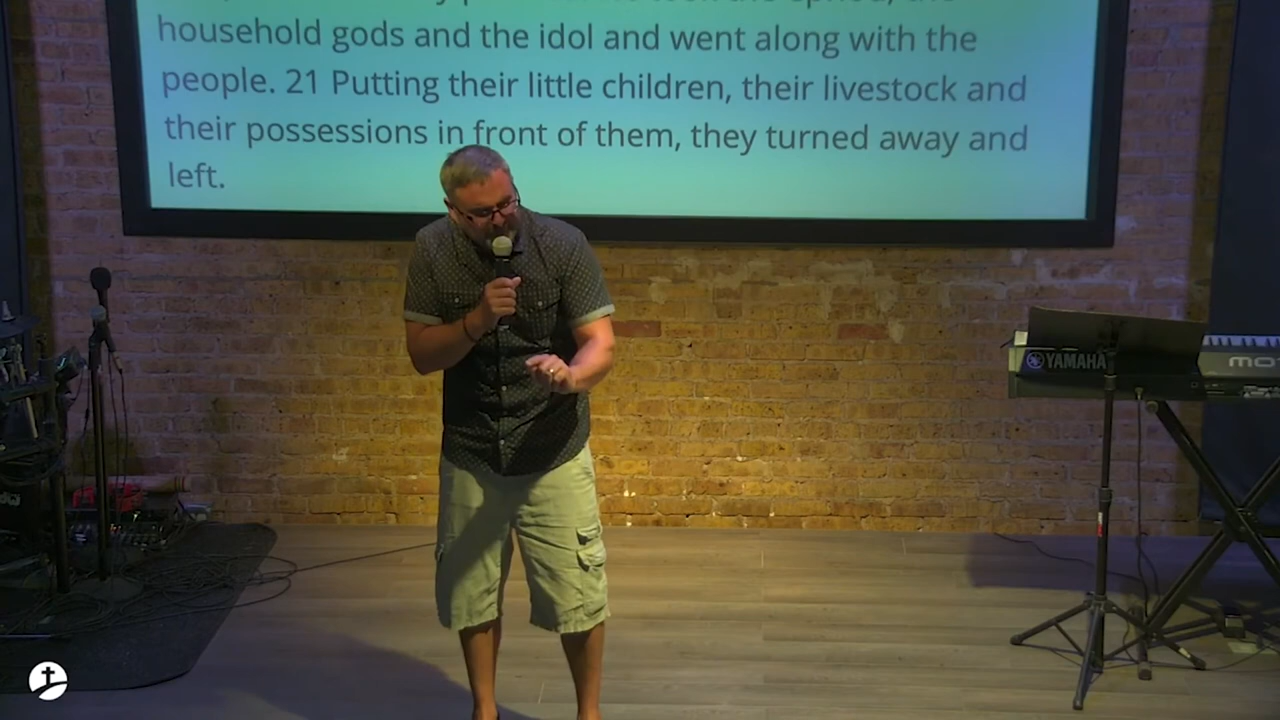 household gods and the idol and went along with the
people. 21 Putting their little children, their livestock and
their possessions in front of them, they turned away and
left.
YAMAHA
MO